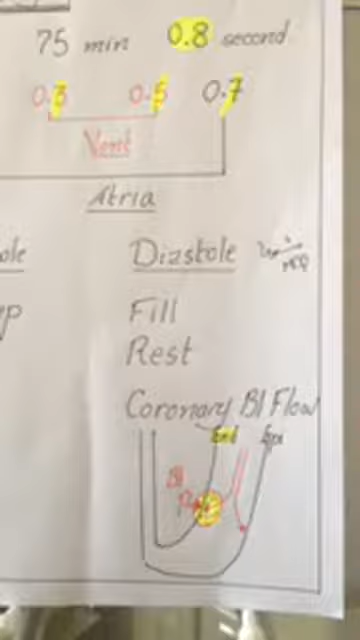 75 min 0.8 second
0.3 0.5 0.7
Vent
Atria
ole Diastole
Fill
Rest
Coronary Bl Flow
end epi
Bl